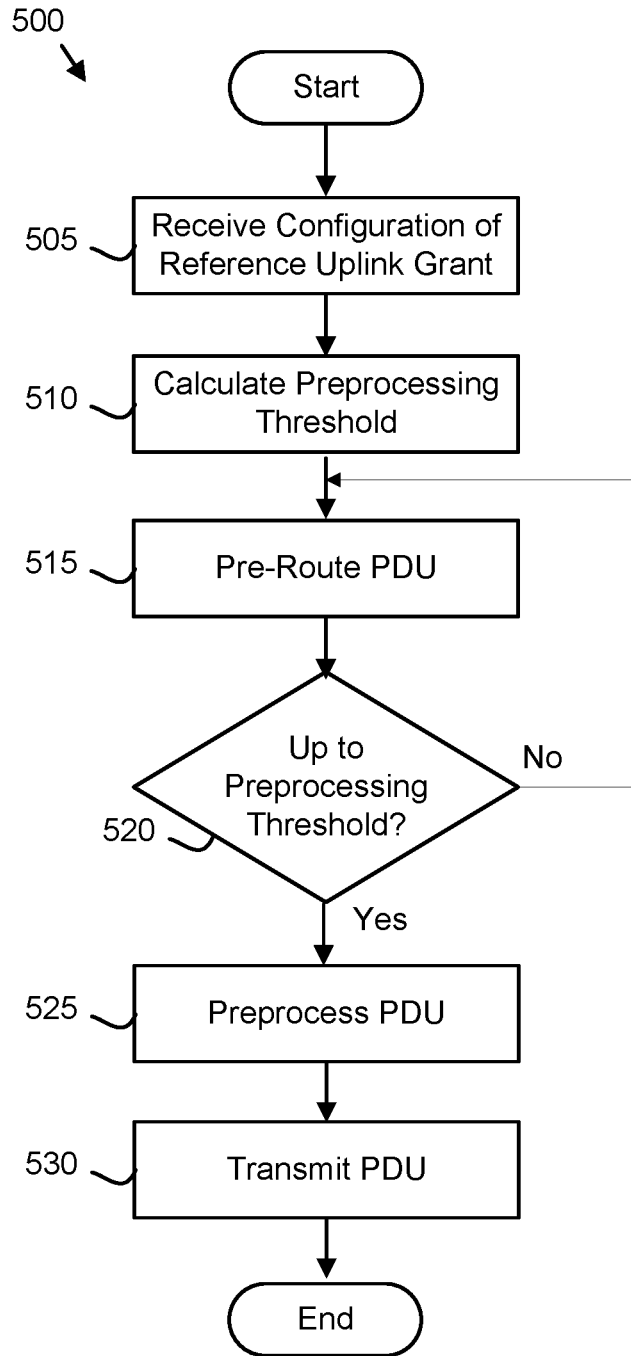 500
Start
505
Receive Configuration of
Reference Uplink Grant
510
Calculate Preprocessing
Threshold
515
Pre-Route PDU
Up to
Preprocessing
Threshold?
No
520
Yes
525
Preprocess PDU
530
Transmit PDU
End